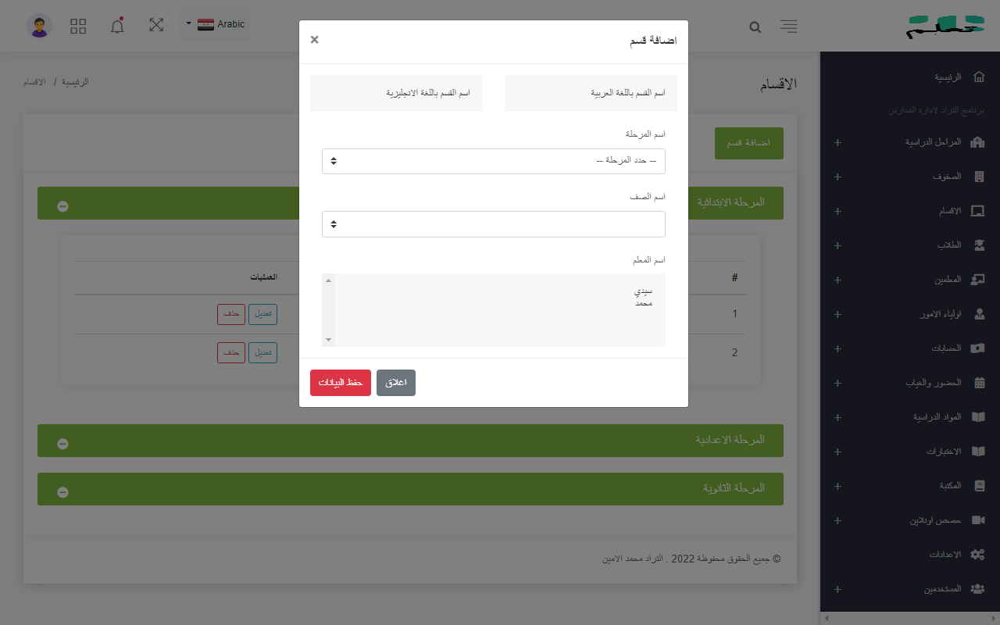 معلم
Arabic
اضافة قسم
×
اسم القسم باللغة العربية
اسم القسم باللغة الانجليزية
اسم المرحلة
-- حدد المرحلة --
اسم الصف
اسم المعلم
سيدي
محمد
اغلاق
حفظ البيانات
الاقسام
الرئيسية / الاقسام
اضافة قسم
المرحلة الابتدائية
# العمليات
1 تعديل حذف
2 تعديل حذف
المرحلة الاعدادية
المرحلة الثانوية
© جميع الحقوق محفوظة 2022 . التراد محمد الامين
الرئيسية
برنامج التراد لادارة المدارس
المراحل الدراسية +
الصفوف +
الاقسام +
الطلاب +
المعلمين +
اولياء الامور +
الحسابات +
الحضور والغياب +
المواد الدراسية +
الاختبارات +
المكتبة +
حصص اونلاين +
الاعدادات
المستخدمين +